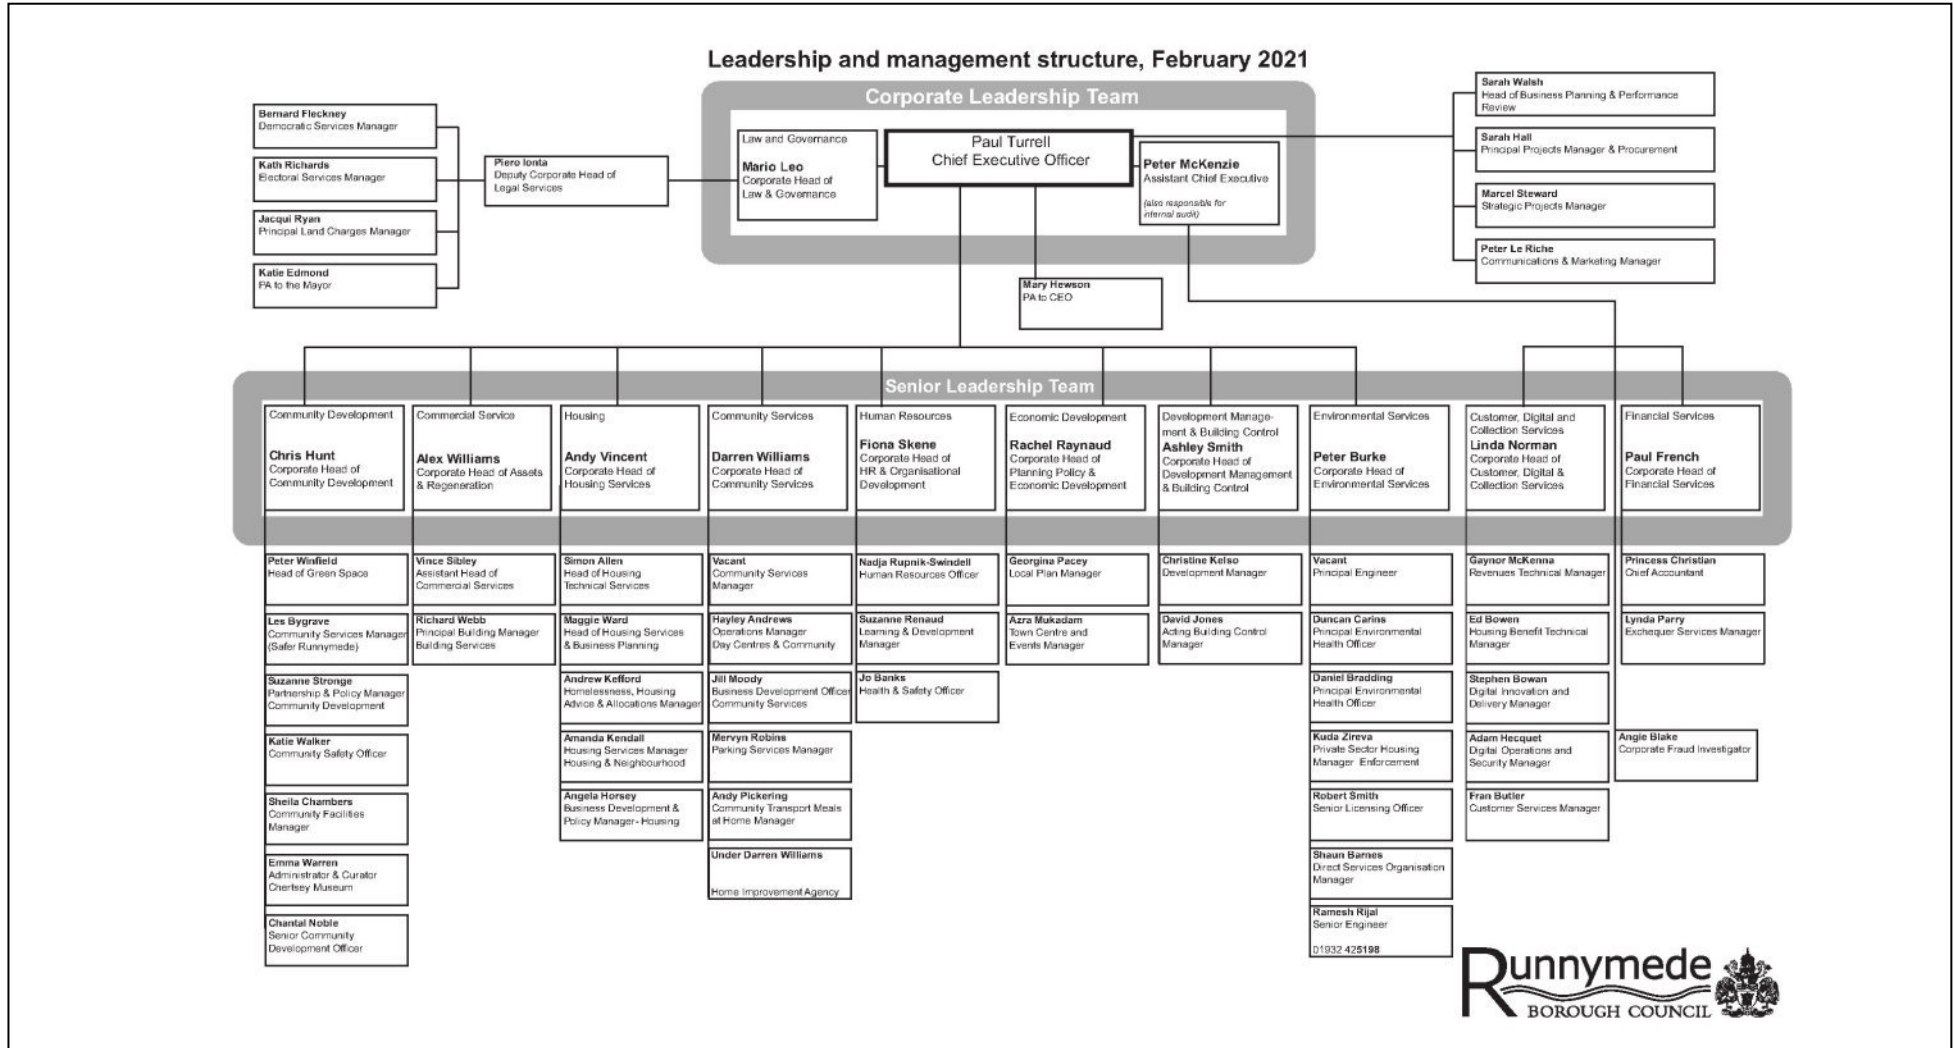 Leadership and management structure, February 2021
Corporate Leadership Team
Bernard Fleckney
Democratic Services Manager
Kath Richards
Electoral Services Manager
Jacqui Ryan
Principal Land Charges Manager
Katie Edmond
PA to the Mayor
Piero Ionta
Deputy Corporate Head of
Legal Services
Law and Governance
Mario Leo
Corporate Head of
Law & Governance
Paul Turrell
Chief Executive Officer
Peter McKenzie
Assistant Chief Executive
(also responsible for
internal audit)
Sarah Walsh
Head of Business Planning & Performance
Review
Sarah Hall
Principal Projects Manager & Procurement
Marcel Steward
Strategic Projects Manager
Peter Le Riche
Communications & Marketing Manager
Mary Hewson
PA to CEO
Senior Leadership Team
Community Development
Chris Hunt
Corporate Head of
Community Development
Peter Winfield
Head of Green Space
Les Bygrave
Community Services Manager
(Safer Runnymede)
Suzanne Stronge
Partnership & Policy Manager
Community Development
Katie Walker
Community Safety Officer
Sheila Chambers
Community Facilities
Manager
Emma Warren
Administrator & Curator
Chertsey Museum
Chantal Noble
Senior Community
Development Officer
Commercial Service
Alex Williams
Corporate Head of Assets
& Regeneration
Vince Sibley
Assistant Head of
Commercial Services
Richard Webb
Principal Building Manager
Building Services
Housing
Andy Vincent
Corporate Head of
Housing Services
Simon Allen
Head of Housing
Technical Services
Maggie Ward
Head of Housing Services
& Business Planning
Andrew Kefford
Homelessness, Housing
Advice & Allocations Manager
Amanda Kendall
Housing Services Manager
Housing & Neighbourhood
Angela Horsey
Business Development &
Policy Manager- Housing
Community Services
Darren Williams
Corporate Head of
Community Services
Vacant
Community Services
Manager
Hayley Andrews
Operations Manager
Day Centres & Community
Jill Moody
Business Development Officer
Community Services
Mervyn Robins
Parking Services Manager
Andy Pickering
Community Transport Meals
at Home Manager
Under Darren Williams
Home Improvement Agency
Human Resources
Fiona Skene
Corporate Head of
HR & Organisational
Development
Nadja Rupnik-Swindell
Human Resources Officer
Suzanne Renaud
Learning & Development
Manager
Jo Banks
Health & Safety Officer
Economic Development
Rachel Raynaud
Corporate Head of
Planning Policy &
Economic Development
Georgina Pacey
Local Plan Manager
Azra Mukadam
Town Centre and
Events Manager
Development Manage-
ment & Building Control
Ashley Smith
Corporate Head of
Development Management
& Building Control
Christine Kelso
Development Manager
David Jones
Acting Building Control
Manager
Environmental Services
Peter Burke
Corporate Head of
Environmental Services
Vacant
Principal Engineer
Duncan Carins
Principal Environmental
Health Officer
Daniel Bradding
Principal Environmental
Health Officer
Kuda Zireva
Private Sector Housing
Manager Enforcement
Robert Smith
Senior Licensing Officer
Shaun Barnes
Direct Services Organisation
Manager
Ramesh Rijal
Senior Engineer
01932 425198
Customer, Digital and
Collection Services
Linda Norman
Corporate Head of
Customer, Digital &
Collection Services
Gaynor McKenna
Revenues Technical Manager
Ed Bowen
Housing Benefit Technical
Manager
Stephen Bowan
Digital Innovation and
Delivery Manager
Adam Hecquet
Digital Operations and
Security Manager
Fran Butler
Customer Services Manager
Financial Services
Paul French
Corporate Head of
Financial Services
Princess Christian
Chief Accountant
Lynda Parry
Exchequer Services Manager
Angie Blake
Corporate Fraud Investigator
Runnymede
BOROUGH COUNCIL